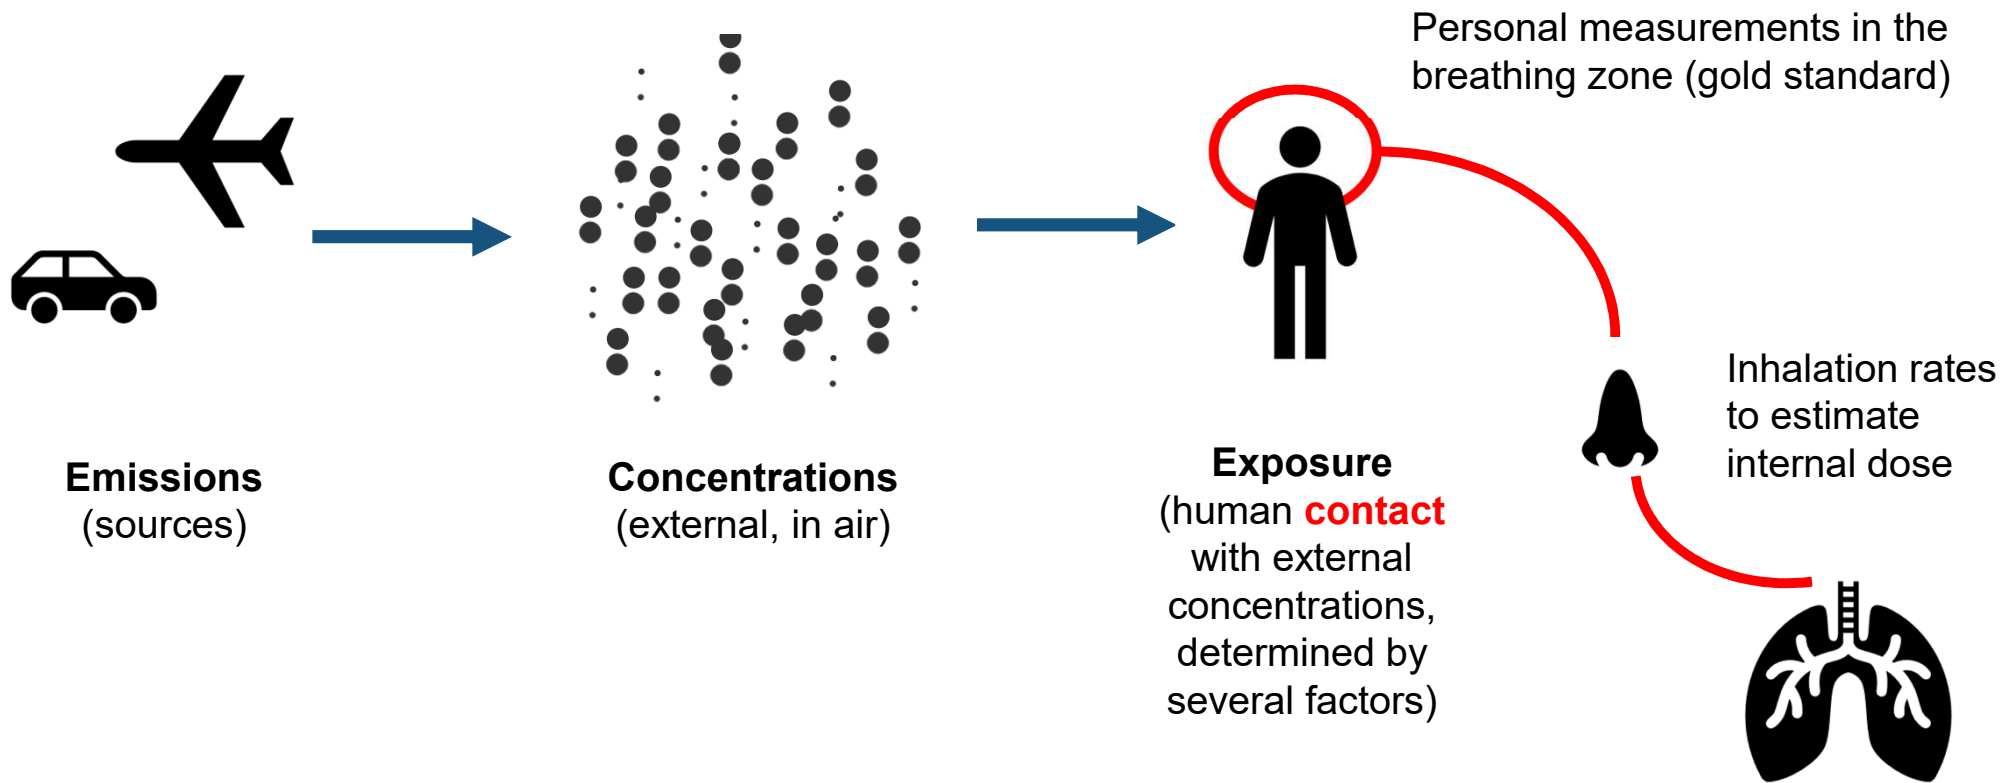 Personal measurements in the
breathing zone (gold standard)
Emissions
(sources)
Concentrations
(external, in air)
Exposure
(human contact
with external
concentrations,
determined by
several factors)
Inhalation rates
to estimate
internal dose